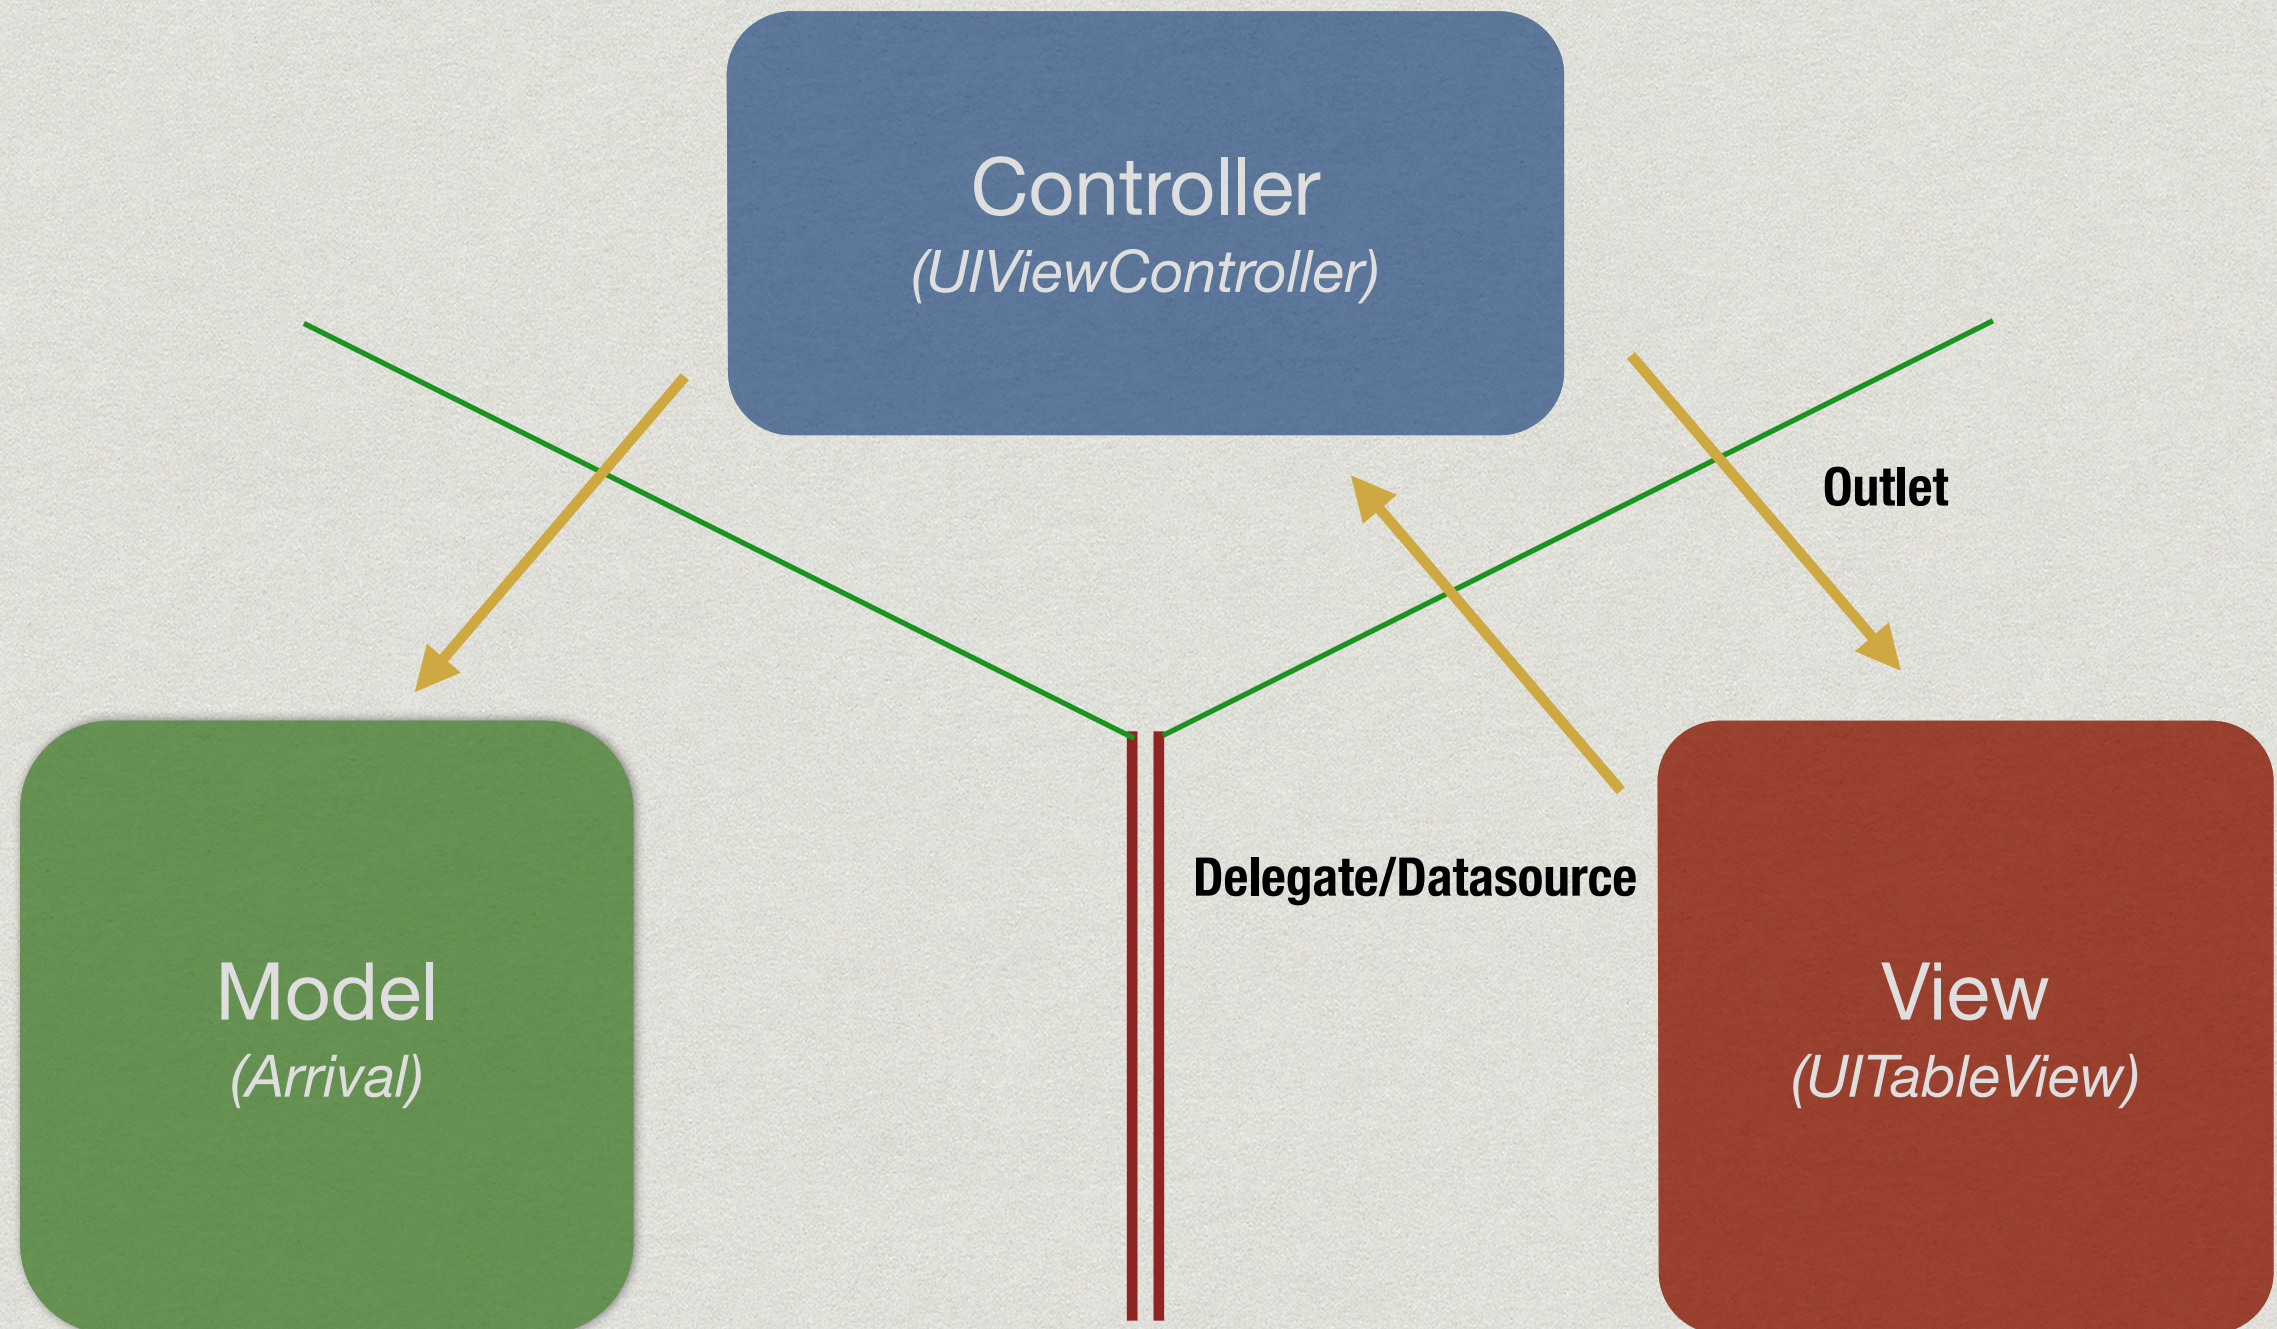 Controller
(UIViewController)
Outlet
Delegate/Datasource
Model
(Arrival)
View
(UITableView)